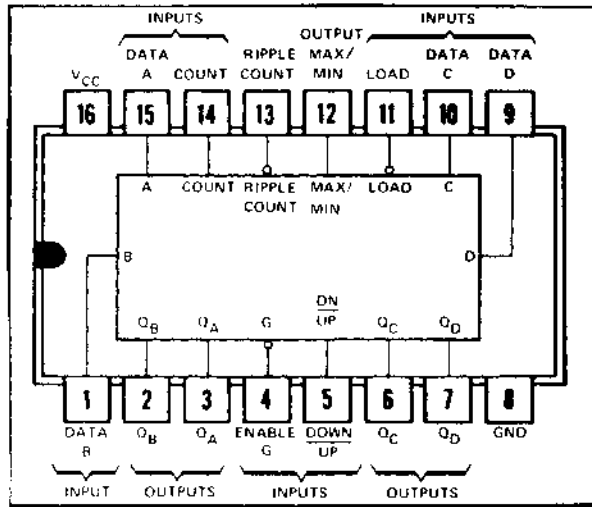 INPUTS INPUTS
OUTPUT
DATA RIPPLE MAX/ DATA DATA
VCC A COUNT COUNT MIN LOAD C D
16 15 14 13 12 11 10 9
A COUNT RIPPLE MAX/ LOAD C
COUNT MIN
B D
QB QA G DN/UP QC QD
1 2 3 4 5 6 7 8
DATA QB QA ENABLE DOWN/ QC QD GND
B G UP
INPUT OUTPUTS INPUTS OUTPUTS